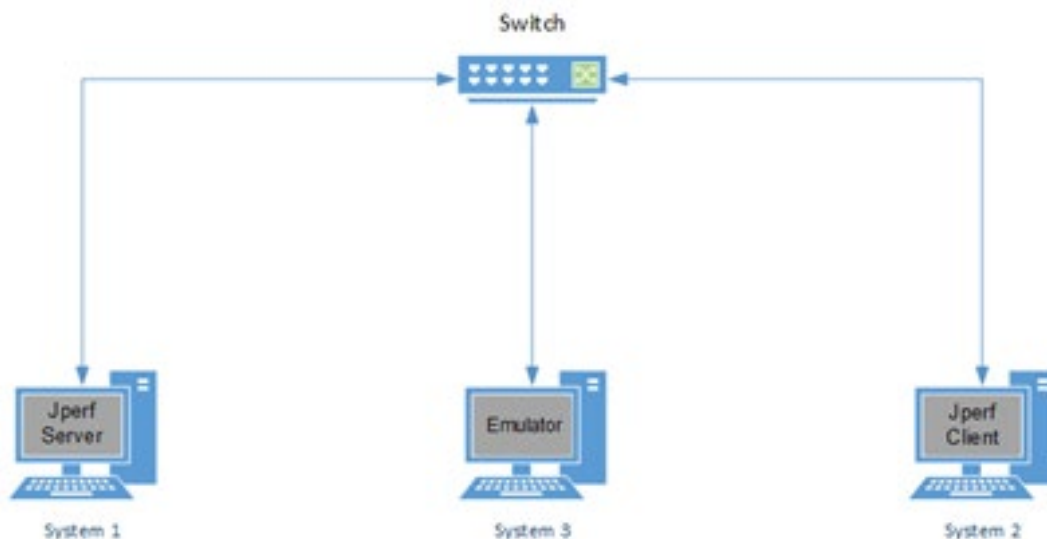 Switch
Jperf
Server
Emulator
Jperf
Client
System 1
System 3
System 2